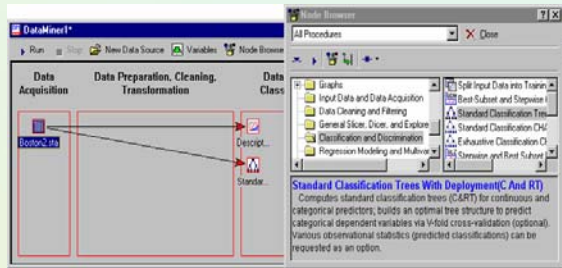 DataMiner1*
Run Stop New Data Source Variables Node Browse
Data Acquisition
Data Preparation, Cleaning, Transformation
Data
Class
Boston2.sta
Descript...
Standar...
Node Browser
All Procedures
Close
Graphs
Input Data and Data Acquisition
Data Cleaning and Filtering
General Slicer, Dicer, and Explore
Classification and Discrimination
Regression Modeling and Multivar
Split Input Data into Trainin
Best-Subset and Stepwise
Standard Classification Tree
Standard Classification CHA
Exhaustive Classification C
Stepwise and Best Subset
Standard Classification Trees With Deployment(C And RT)
Computes standard classification trees (C&RT) for continuous and
categorical predictors; builds an optimal tree structure to predict
categorical dependent variables via V-fold cross-validation (optional).
Various observational statistics (predicted classifications) can be
requested as an option.